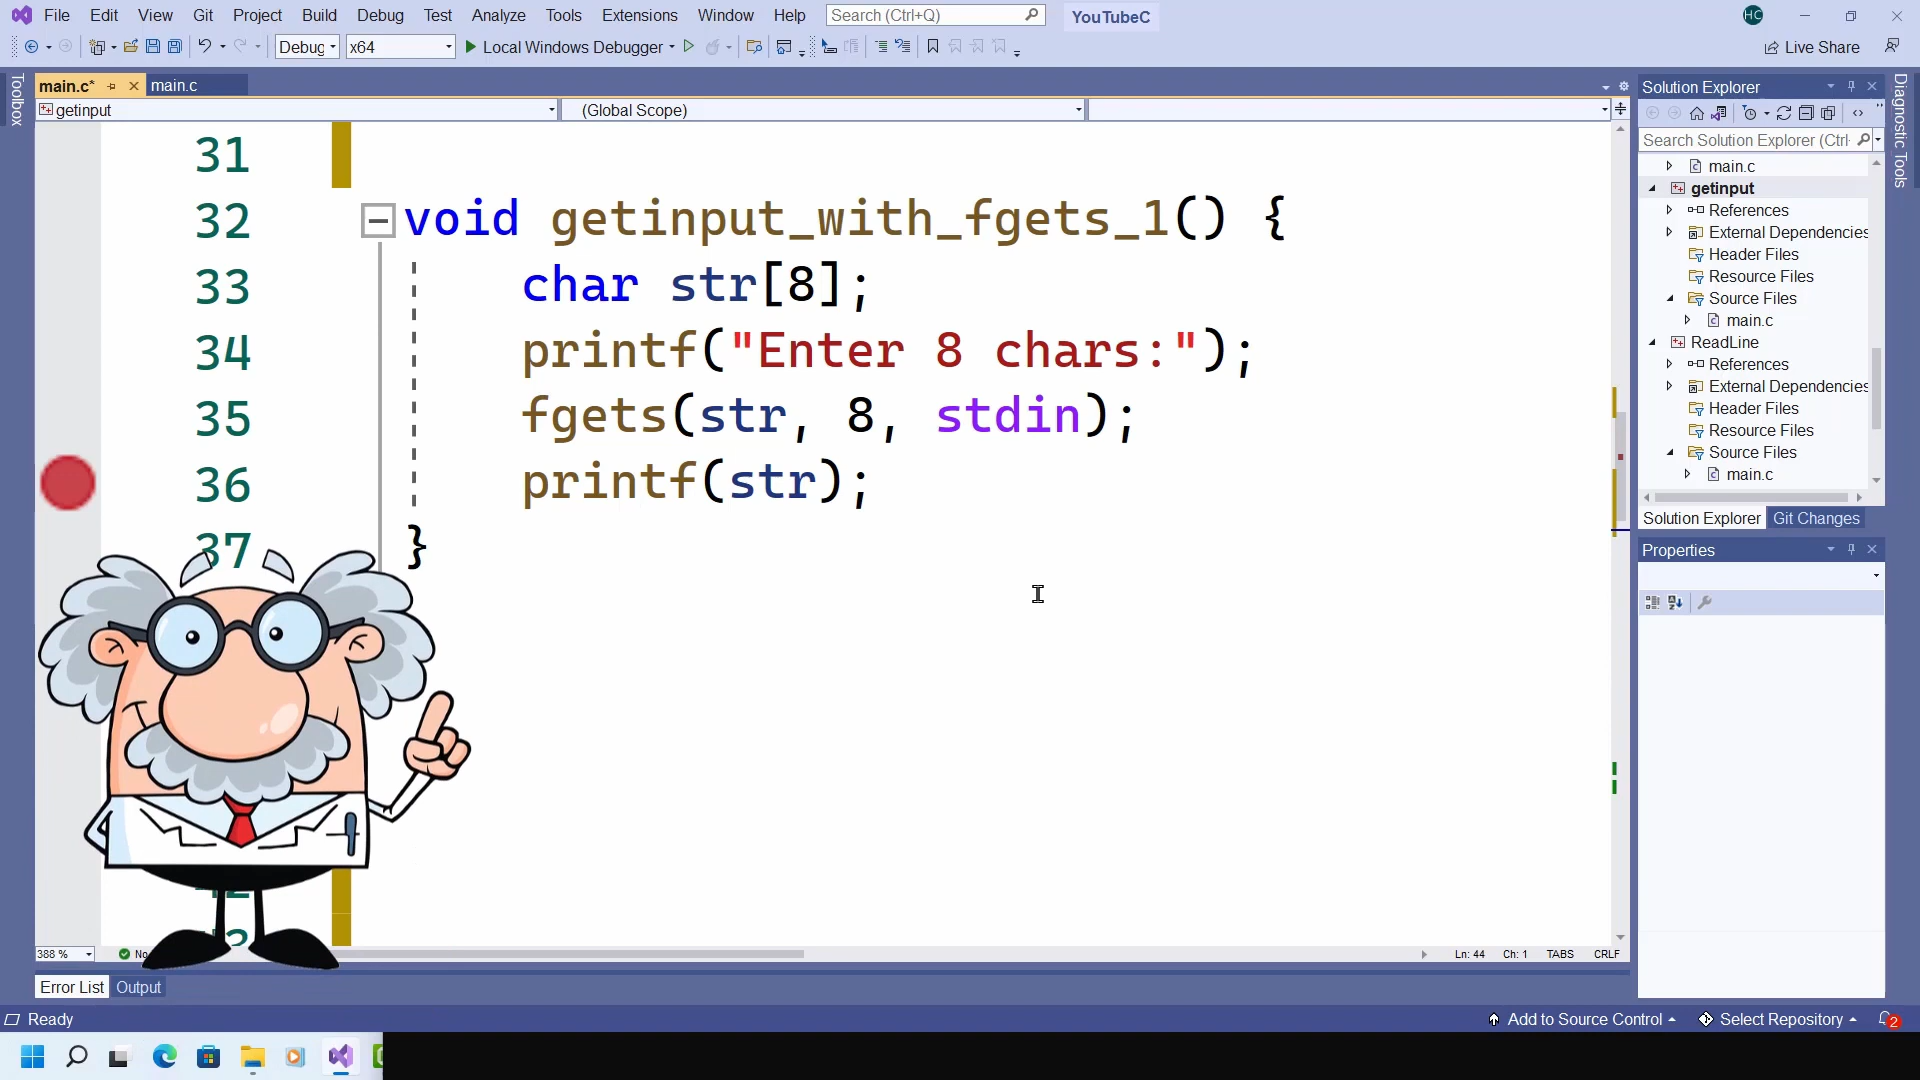 File Edit View Git Project Build Debug Test Analyze Tools Extensions Window Help Search (Ctrl+Q) YouTubeC HC
Debug x64 Local Windows Debugger Live Share
Toolbox
main.c* main.c
getinput (Global Scope)
31
32 void getinput_with_fgets_1() {
33 char str[8];
34 printf("Enter 8 chars:");
35 fgets(str, 8, stdin);
36 printf(str);
37 }
388 % No Ln: 44 Ch: 1 TABS CRLF
Error List Output
Solution Explorer
Search Solution Explorer (Ctrl
main.c
getinput
References
External Dependencies
Header Files
Resource Files
Source Files
main.c
ReadLine
References
External Dependencies
Header Files
Resource Files
Source Files
main.c
Solution Explorer Git Changes
Properties
Diagnostic Tools
Ready Add to Source Control Select Repository 2